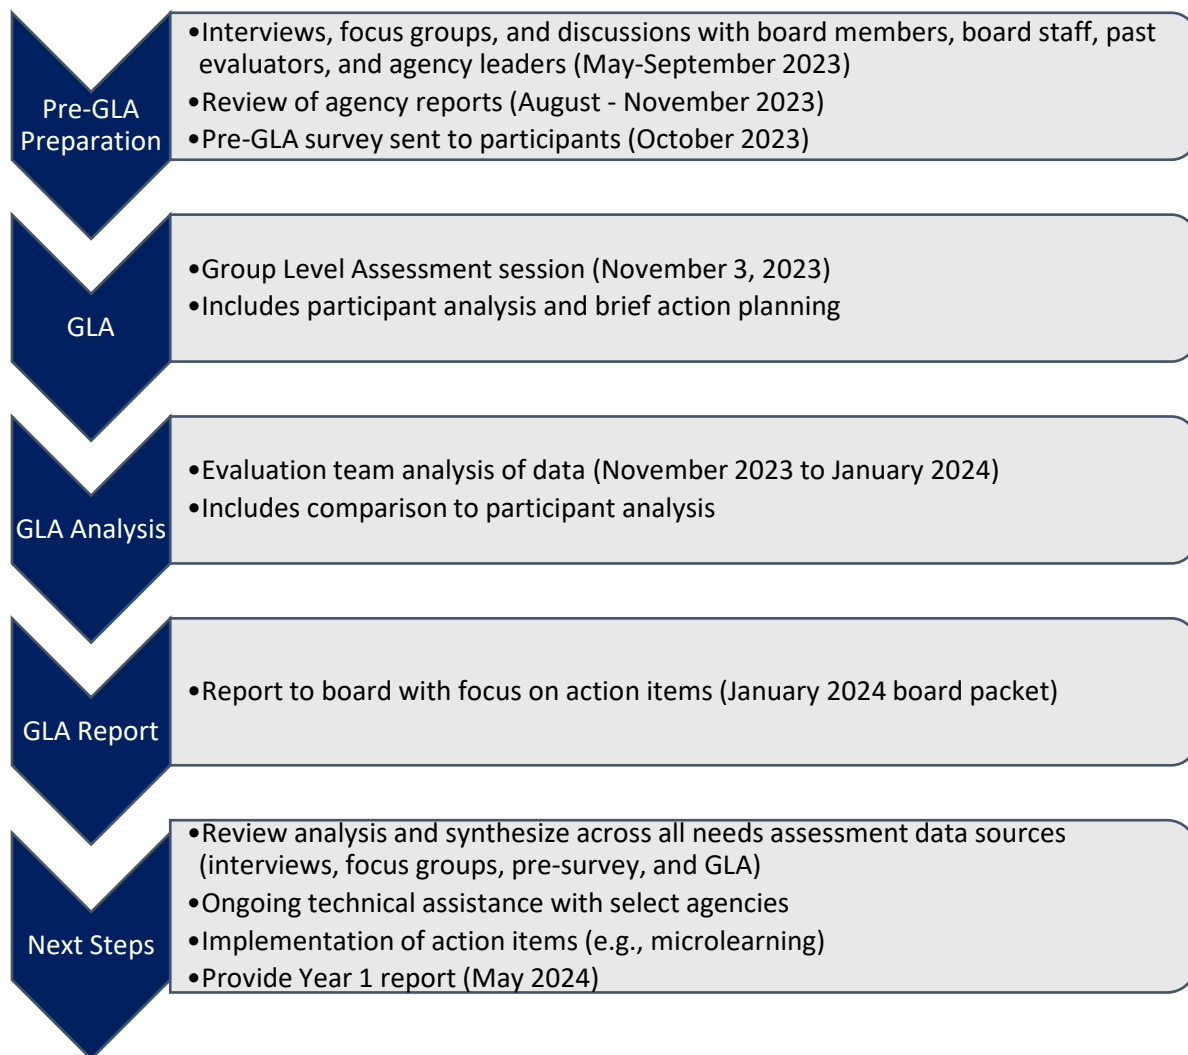 Pre-GLA
Preparation
•Interviews, focus groups, and discussions with board members, board staff, past
evaluators, and agency leaders (May-September 2023)
•Review of agency reports (August - November 2023)
•Pre-GLA survey sent to participants (October 2023)
GLA
•Group Level Assessment session (November 3, 2023)
•Includes participant analysis and brief action planning
GLA Analysis
•Evaluation team analysis of data (November 2023 to January 2024)
•Includes comparison to participant analysis
GLA Report
•Report to board with focus on action items (January 2024 board packet)
Next Steps
•Review analysis and synthesize across all needs assessment data sources
(interviews, focus groups, pre-survey, and GLA)
•Ongoing technical assistance with select agencies
•Implementation of action items (e.g., microlearning)
•Provide Year 1 report (May 2024)